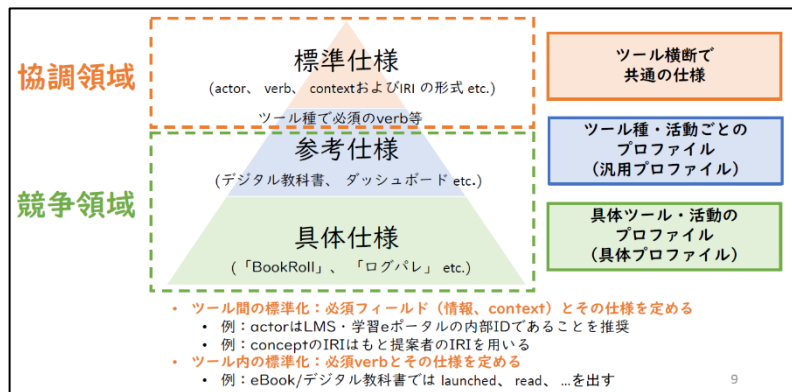 協調領域
標準仕様
(actor、 verb、 contextおよびIRI の形式 etc.)
ツール種で必須のverb等
ツール横断で
共通の仕様
競争領域
参考仕様
(デジタル教科書、 ダッシュボード etc.)
ツール種・活動ごとの
プロファイル
(汎用プロファイル)
具体仕様
(「BookRoll」、 「ログパレ」 etc.)
具体ツール・活動の
プロファイル
(具体プロファイル)
• ツール間の標準化：必須フィールド（情報、context）とその仕様を定める
• 例：actorはLMS・学習eポータルの内部IDであることを推奨
• 例：conceptのIRIはもと提案者のIRIを用いる
• ツール内の標準化：必須verbとその仕様を定める
• 例：eBook/デジタル教科書では launched、 read、 …を出す
9